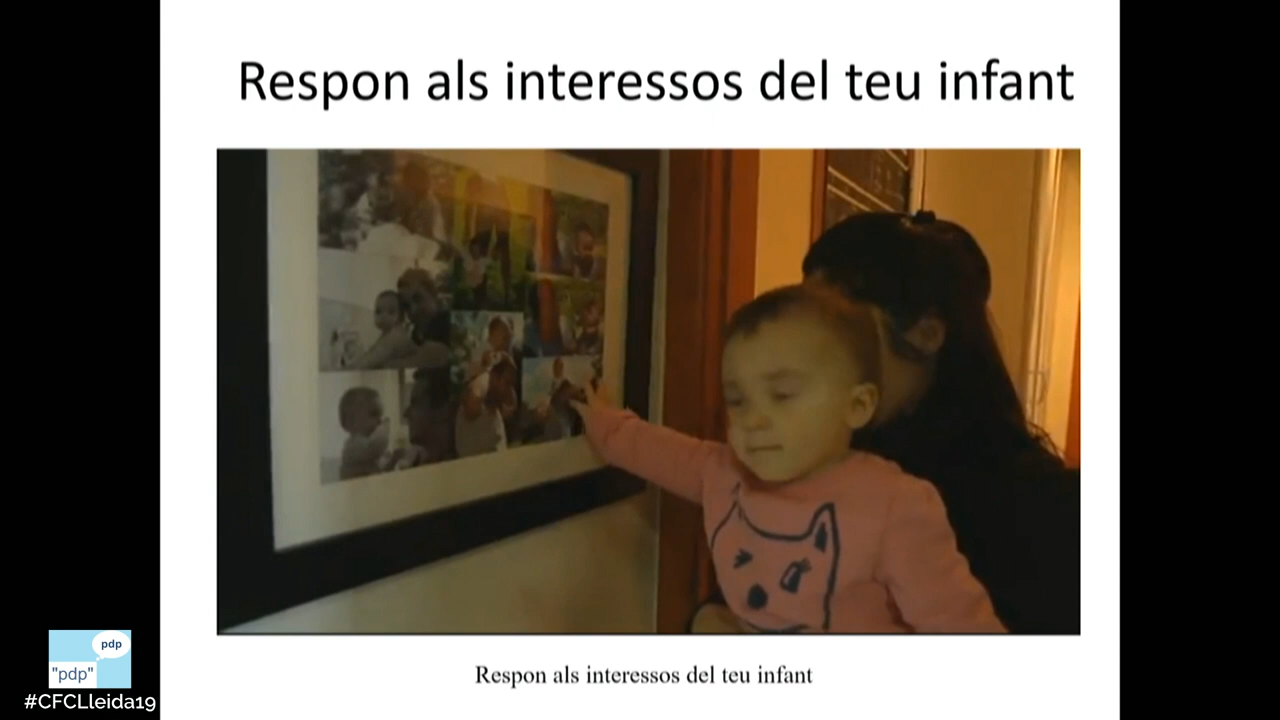 Respon als interessos del teu infant
Respon als interessos del teu infant
pdp
"pdp"
#CFCLleida19